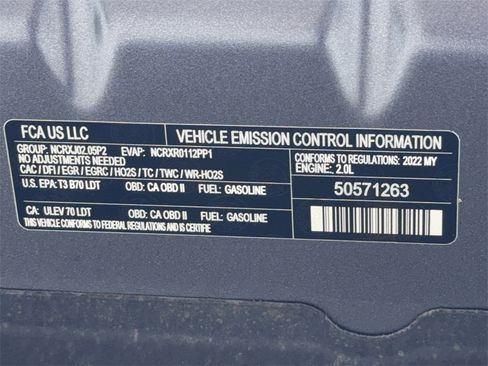 FCA US LLC
VEHICLE EMISSION CONTROL INFORMATION
GROUP: NCRXJ02.05P2 EVAP: NCRXR0112PP1
NO ADJUSTMENTS NEEDED
CAC / DFI / EGR / EGRC / HO2S / TC / TWC / WR-HO2S
CONFORMS TO REGULATIONS: 2022 MY
ENGINE: 2.0L
U.S. EPA: T3 B70 LDT OBD: CA OBD II FUEL: GASOLINE
50571263
CA: ULEV 70 LDT OBD: CA OBD II FUEL: GASOLINE
THIS VEHICLE CONFORMS TO FEDERAL REGULATIONS AND CALIFORNIA REGULATIONS